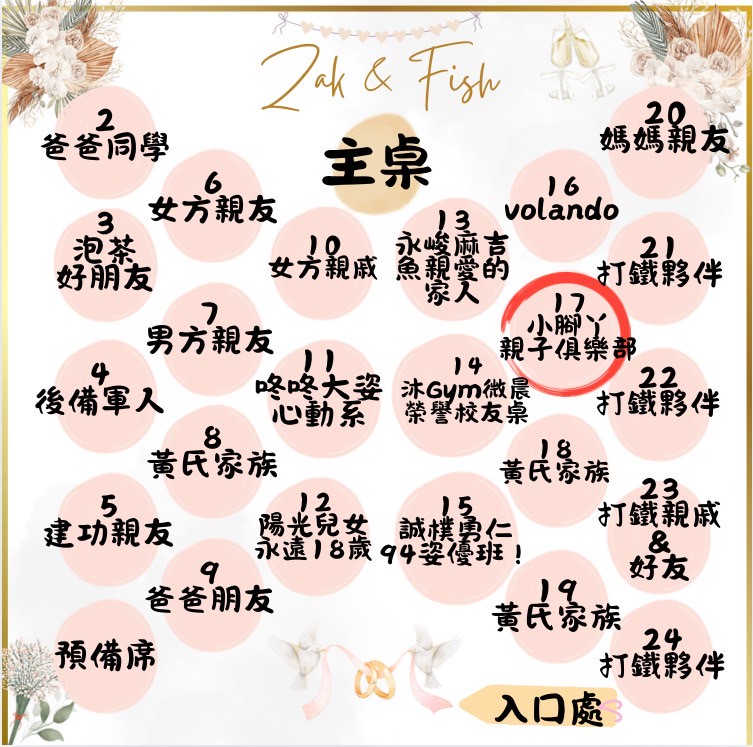 Zak & Fish
主桌
2
爸爸同學
3
泡茶
好朋友
4
後備軍人
5
建功親友
預備席
6
女方親友
7
男方親友
8
黃氏家族
9
爸爸朋友
10
女方親戚
11
咚咚大姿
心動系
12
陽光兒女
永遠18歲
13
永峻麻吉
魚親愛的
家人
14
沐Gym微晨
榮譽校友桌
15
誠樸勇仁
94姿優班！
16
volando
17
小腳丫
親子俱樂部
18
黃氏家族
19
黃氏家族
20
媽媽親友
21
打鐵夥伴
22
打鐵夥伴
23
打鐵親戚
&
好友
24
打鐵夥伴
入口處